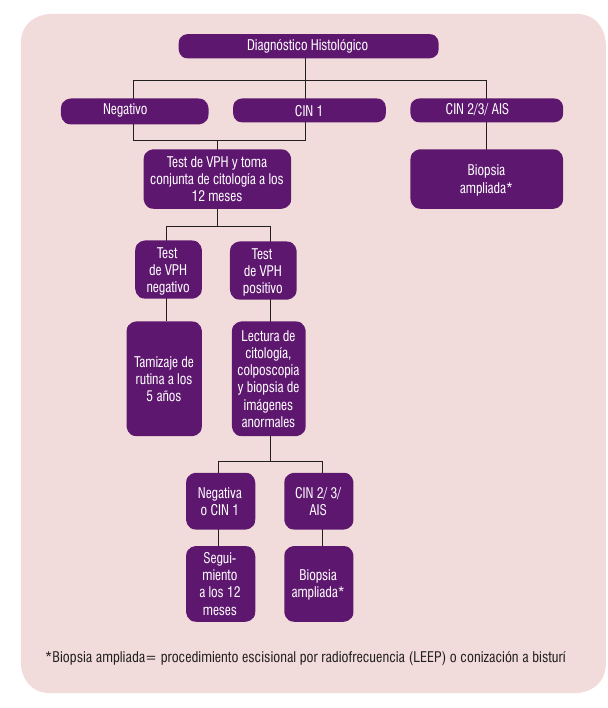 Diagnóstico Histológico
Negativo
CIN 1
CIN 2/3/ AIS
Test de VPH y toma
conjunta de citología a los
12 meses
Biopsia
ampliada*
Test
de VPH
negativo
Test
de VPH
positivo
Tamizaje de
rutina a los
5 años
Lectura de
citología,
colposcopia
y biopsia de
imágenes
anormales
Negativa
o CIN 1
CIN 2/ 3/
AIS
Segui-
miento
a los 12
meses
Biopsia
ampliada*
*Biopsia ampliada= procedimiento escisional por radiofrecuencia (LEEP) o conización a bisturí